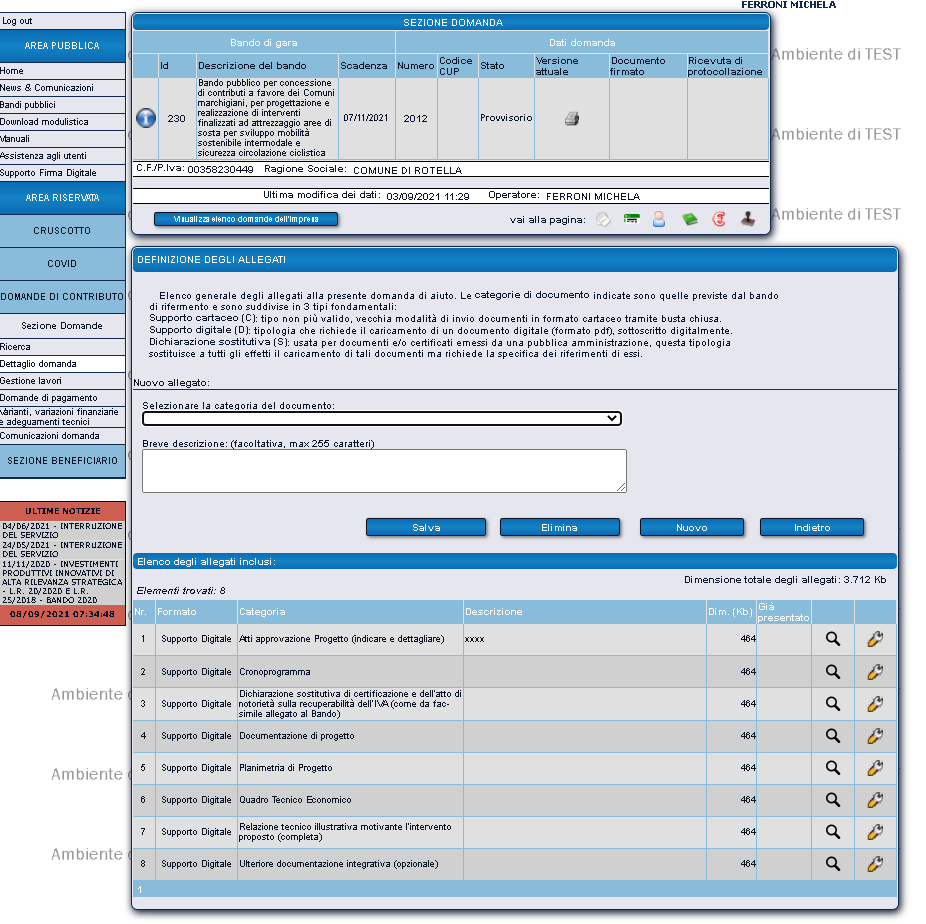 FERRONI MICHELA
Log out
AREA PUBBLICA
Home
News & Comunicazioni
Bandi pubblici
Download modulistica
Manuali
Assistenza agli utenti
Supporto Firma Digitale
AREA RISERVATA
CRUSCOTTO
COVID
DOMANDE DI CONTRIBUTO
Sezione Domande
Ricerca
Dettaglio domanda
Gestione lavori
Domande di pagamento
Varianti, variazioni finanziarie
e adeguamenti tecnici
Comunicazioni domanda
SEZIONE BENEFICIARIO
ULTIME NOTIZIE
04/06/2021 - INTERRUZIONE
DEL SERVIZIO
24/05/2021 - INTERRUZIONE
DEL SERVIZIO
11/11/2020 - INVESTIMENTI
PRODUTTIVI INNOVATIVI DI
ALTA RILEVANZA STRATEGICA
- L.R. 20/2020 E L.R.
25/2018 - BANDO 2020
08/09/2021 07:34:48
SEZIONE DOMANDA
Bando di gara Dati domanda
Id Descrizione del bando Scadenza Numero Codice CUP Stato Versione attuale Documento firmato Ricevuta di protocollazione
230 07/11/2021 2012 Provvisorio
Bando pubblico per concessione
di contributi a favore dei Comuni
marchigiani, per progettazione e
realizzazione di interventi
finalizzati ad attrezzaggio aree di
sosta per sviluppo mobilità
sostenibile intermodale e
sicurezza circolazione ciclistica
C.F./P.Iva: 00358230449 Ragione Sociale: COMUNE DI ROTELLA
Ultima modifica dei dati: 03/09/2021 11:29 Operatore: FERRONI MICHELA
Visualizza elenco domande dell'impresa vai alla pagina:
Ambiente di TEST
Ambiente di TEST
Ambiente di TEST
DEFINIZIONE DEGLI ALLEGATI
Elenco generale degli allegati alla presente domanda di aiuto. Le categorie di documento indicate sono quelle previste dal bando
di rifermento e sono suddivise in 3 tipi fondamentali:
Supporto cartaceo (C): tipo non più valido, vecchia modalità di invio documenti in formato cartaceo tramite busta chiusa.
Supporto digitale (D): tipologia che richiede il caricamento di un documento digitale (formato pdf), sottoscritto digitalmente.
Dichiarazione sostitutiva (S): usata per documenti e/o certificati emessi da una pubblica amministrazione, questa tipologia
sostituisce a tutti gli effetti il caricamento di tali documenti ma richiede la specifica dei riferimenti di essi.
Nuovo allegato:
Selezionare la categoria del documento:
Breve descrizione: (facoltativa, max 255 caratteri)
Salva Elimina Nuovo Indietro
Elenco degli allegati inclusi:
Dimensione totale degli allegati: 3.712 Kb
Elementi trovati: 8
Nr. Formato Categoria Descrizione Dim. (Kb) Già presentato
1 Supporto Digitale Atti approvazione Progetto (indicare e dettagliare) xxxx 464
2 Supporto Digitale Cronoprogramma 464
3 Supporto Digitale Dichiarazione sostitutiva di certificazione e dell'atto di
notorietà sulla recuperabilità dell'IVA (come da fac-
simile allegato al Bando) 464
4 Supporto Digitale Documentazione di progetto 464
5 Supporto Digitale Planimetria di Progetto 464
6 Supporto Digitale Quadro Tecnico Economico 464
7 Supporto Digitale Relazione tecnico illustrativa motivante l'intervento
proposto (completa) 464
8 Supporto Digitale Ulteriore documentazione integrativa (opzionale) 464
1
Ambiente
Ambiente
Ambiente